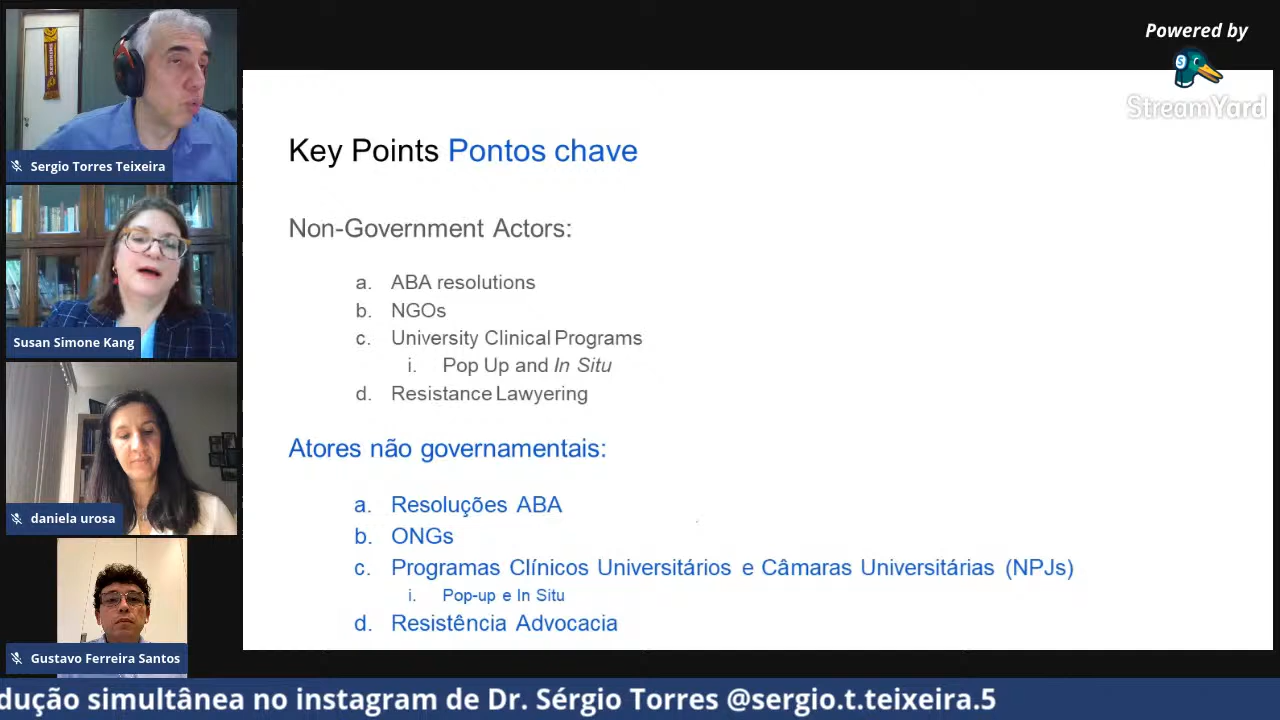 Powered by
StreamYard
Sergio Torres Teixeira
Susan Simone Kang
daniela urosa
Gustavo Ferreira Santos
Key Points Pontos chave
Non-Government Actors:
a. ABA resolutions
b. NGOs
c. University Clinical Programs
i. Pop Up and In Situ
d. Resistance Lawyering
Atores não governamentais:
a. Resoluções ABA
b. ONGs
c. Programas Clínicos Universitários e Câmaras Universitárias (NPJs)
i. Pop-up e In Situ
d. Resistência Advocacia
dução simultânea no instagram de Dr. Sérgio Torres @sergio.t.teixeira.5